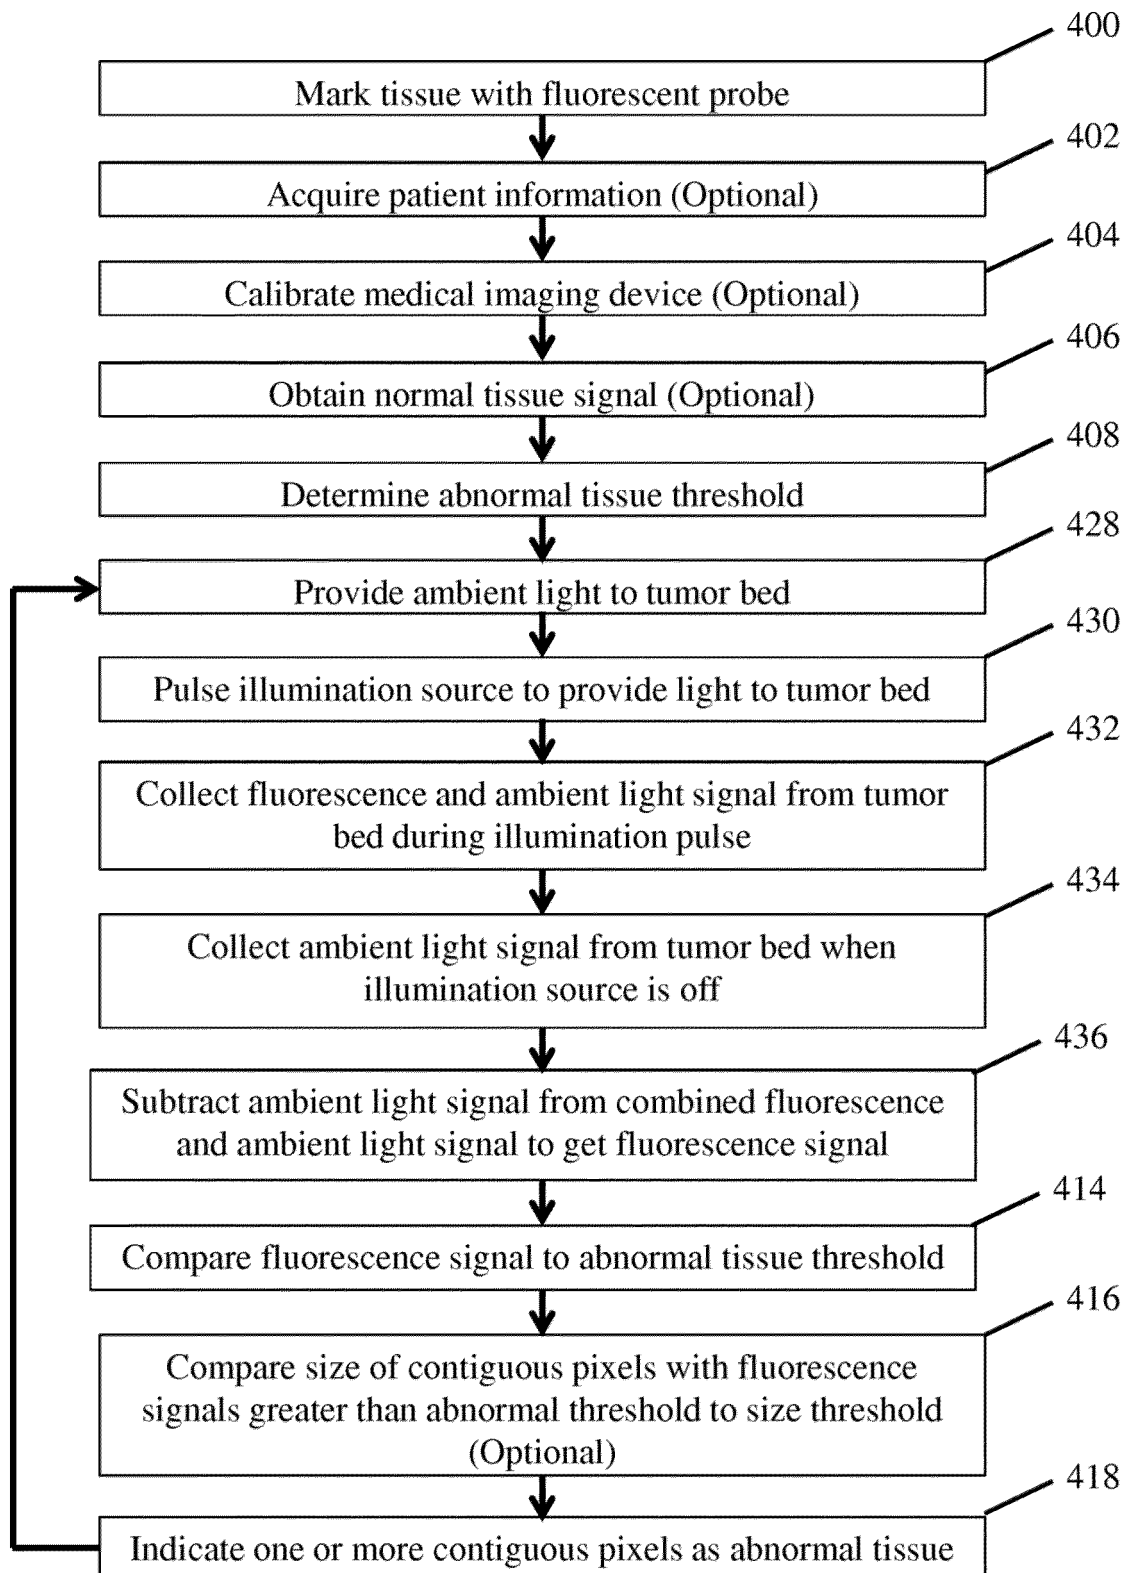 400
Mark tissue with fluorescent probe
402
Acquire patient information (Optional)
404
Calibrate medical imaging device (Optional)
406
Obtain normal tissue signal (Optional)
408
Determine abnormal tissue threshold
428
Provide ambient light to tumor bed
430
Pulse illumination source to provide light to tumor bed
432
Collect fluorescence and ambient light signal from tumor
bed during illumination pulse
434
Collect ambient light signal from tumor bed when
illumination source is off
436
Subtract ambient light signal from combined fluorescence
and ambient light signal to get fluorescence signal
414
Compare fluorescence signal to abnormal tissue threshold
416
Compare size of contiguous pixels with fluorescence
signals greater than abnormal threshold to size threshold
(Optional)
418
Indicate one or more contiguous pixels as abnormal tissue